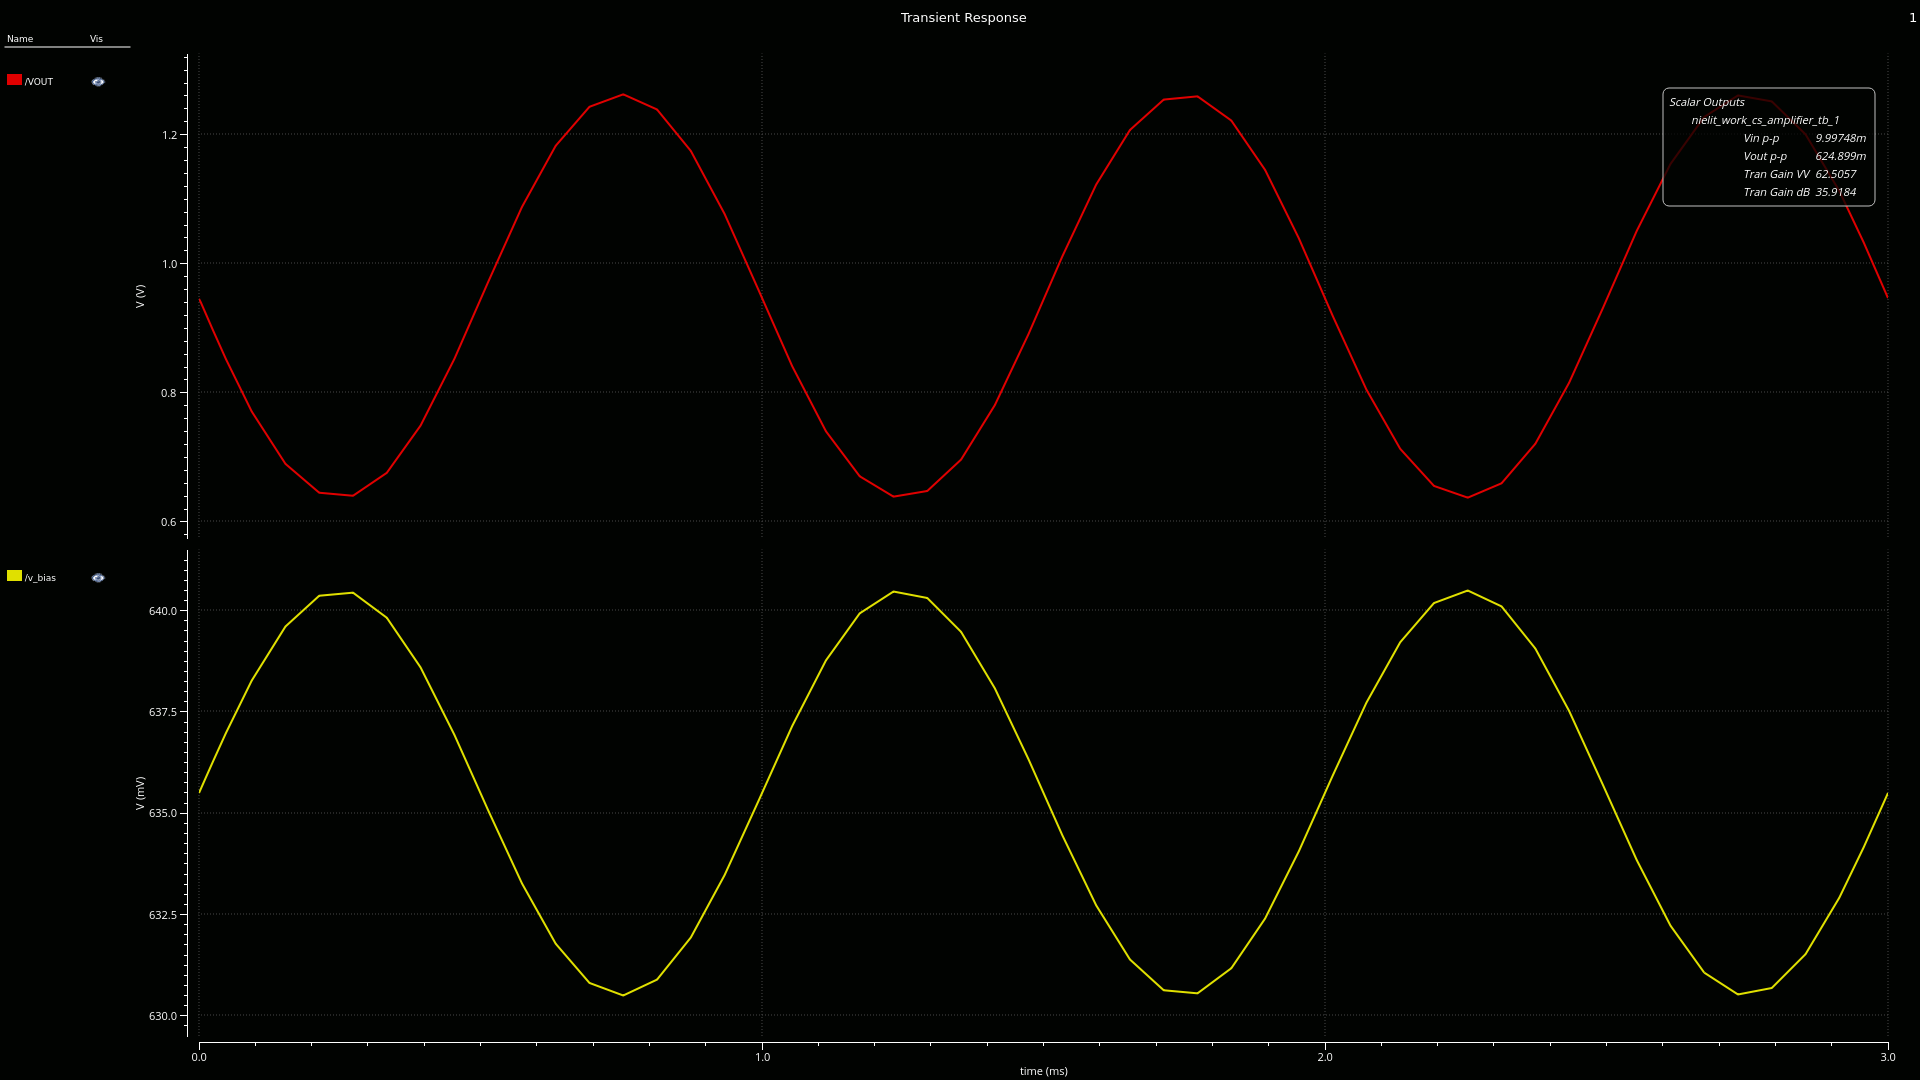 Transient Response
1
Name Vis
/VOUT
1.2
1.0
0.8
0.6
V (V)
Scalar Outputs
nielit_work_cs_amplifier_tb_1
Vin p-p 9.99748m
Vout p-p 624.899m
Tran Gain VV 62.5057
Tran Gain dB 35.9184
/v_bias
640.0
637.5
635.0
632.5
630.0
V (mV)
0.0 1.0 2.0 3.0
time (ms)